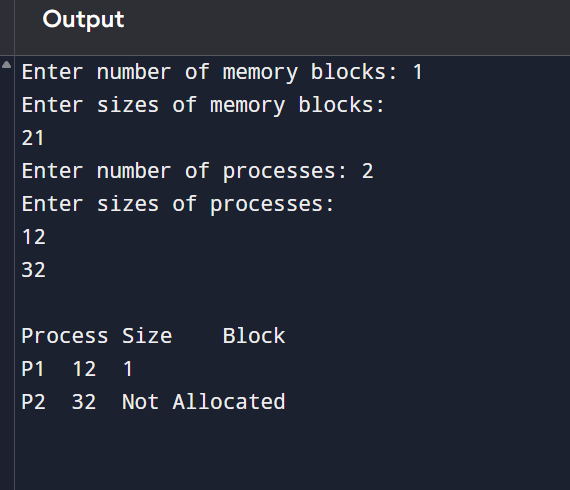 Output
Enter number of memory blocks: 1
Enter sizes of memory blocks:
21
Enter number of processes: 2
Enter sizes of processes:
12
32
Process Size    Block
P1  12  1
P2  32  Not Allocated